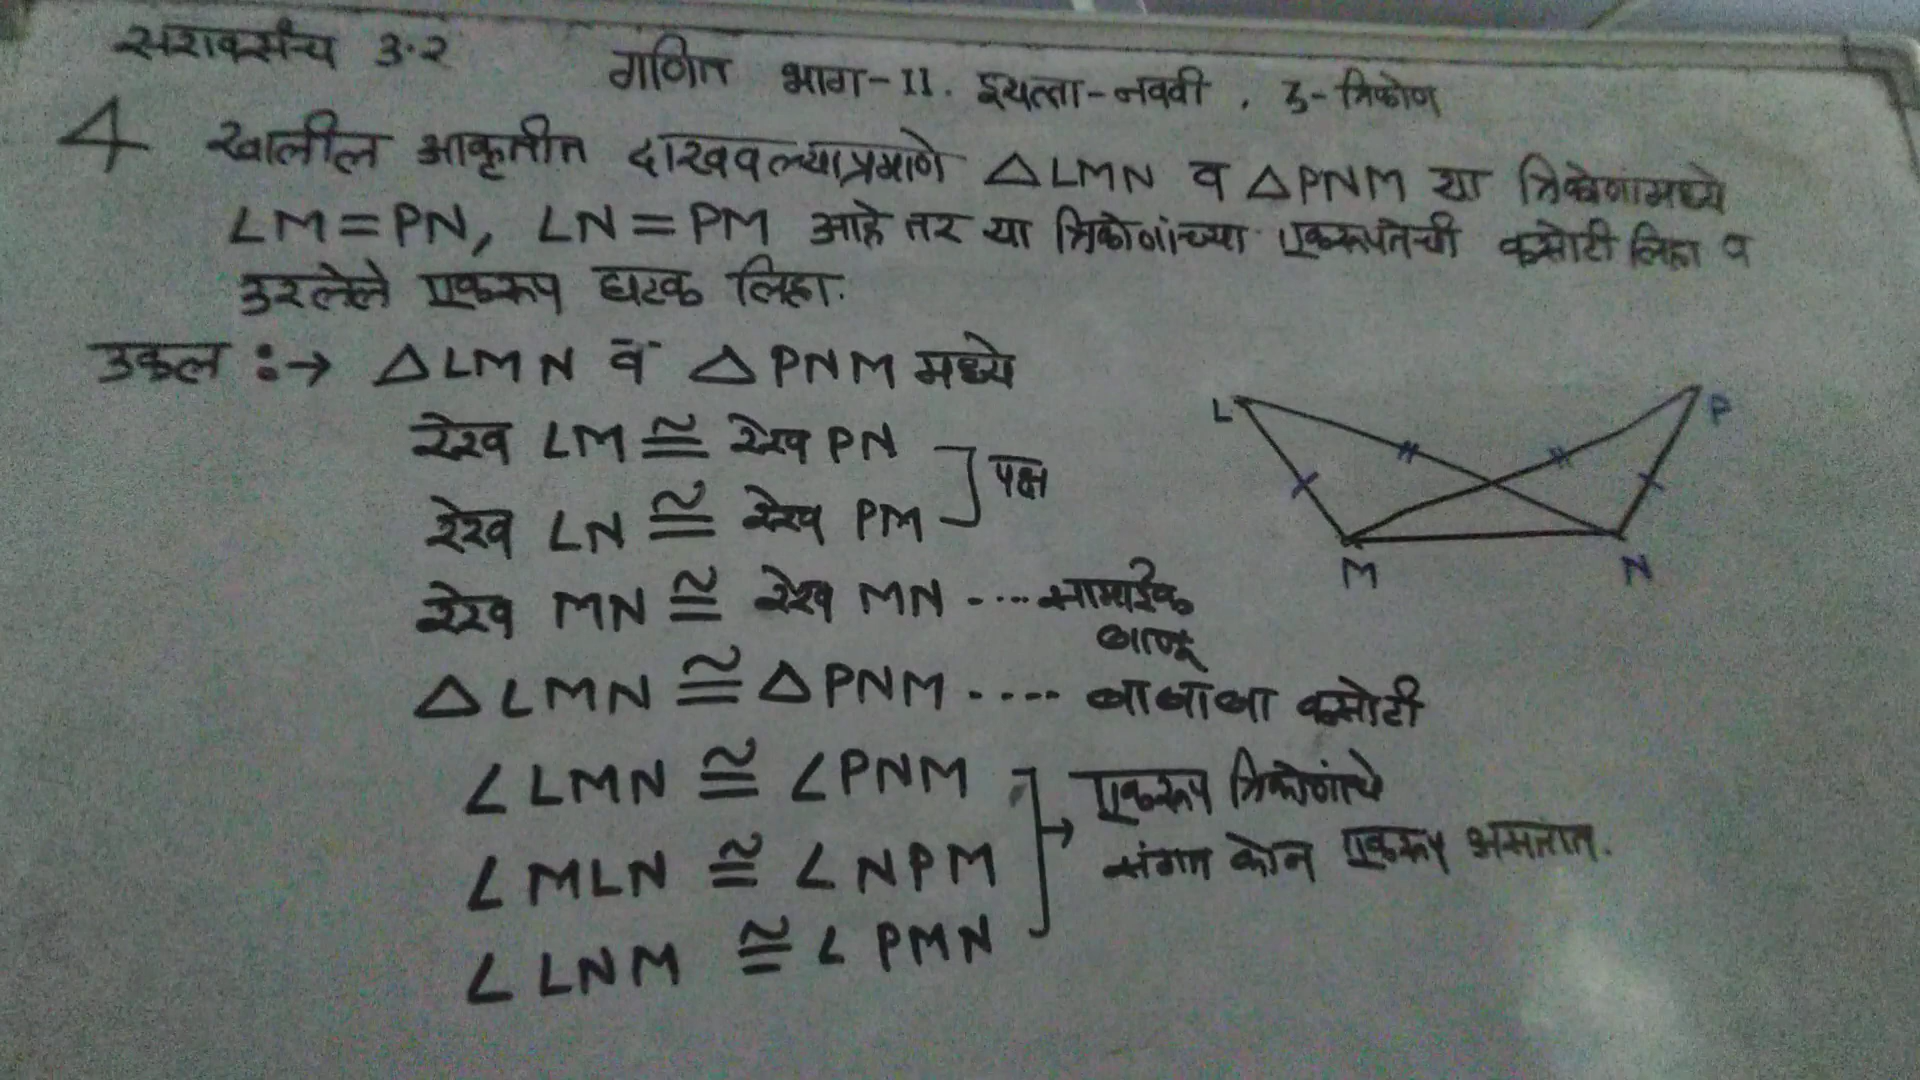 सरावसंच 3.2 गणित भाग-II. इयत्ता-नववी, 3-त्रिकोण
4 खालील आकृतीत दाखवल्याप्रमाणे △LMN व △PNM या त्रिकोणांमध्ये
LM=PN, LN=PM आहे तर या त्रिकोणांच्या एकरूपतेची कसोटी लिहा व
उरलेले एकरूप घटक लिहा.
उकल :→ △LMN व △PNM मध्ये
रेख LM ≅ रेख PN
रेख LN ≅ रेख PM ] पक्ष
रेख MN ≅ रेख MN .... सामाईक
बाजू
△LMN ≅ △PNM .... बाबाबा कसोटी
∠LMN ≅ ∠PNM ] → एकरूप त्रिकोणांचे
∠MLN ≅ ∠NPM संगत कोन एकरूप असतात.
∠LNM ≅ ∠PMN
L P
M N